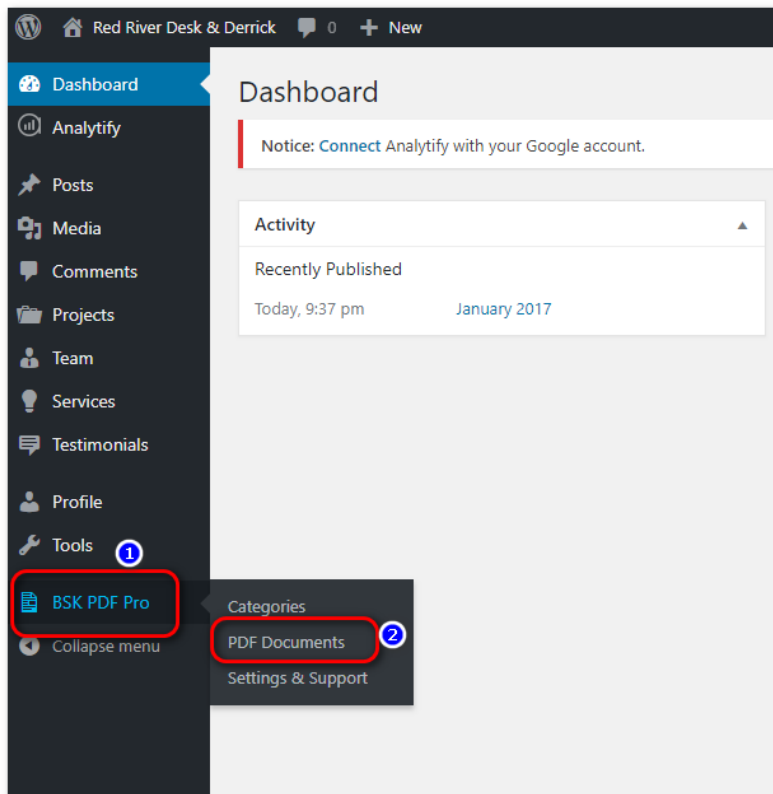 Red River Desk & Derrick 0 + New
Dashboard
Analytify
Posts
Media
Comments
Projects
Team
Services
Testimonials
Profile
Tools
1
BSK PDF Pro
Collapse menu
Categories
PDF Documents
2
Settings & Support
Dashboard
Notice: Connect Analytify with your Google account.
Activity
Recently Published
Today, 9:37 pm January 2017